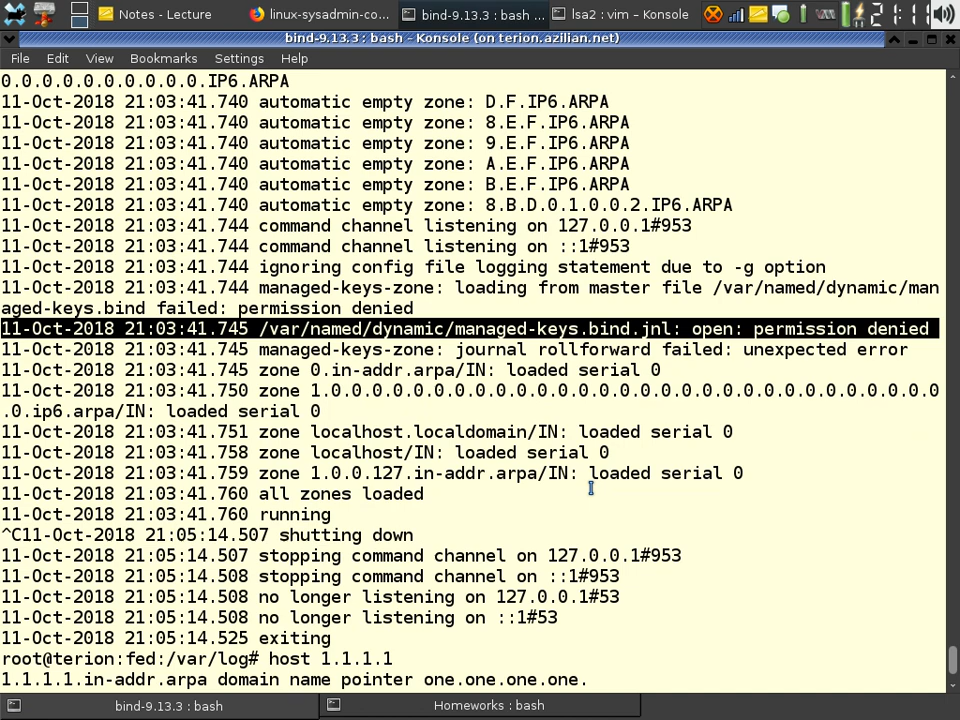 Notes - Lecture
linux-sysadmin-co...
bind-9.13.3 : bash ...
lsa2 : vim – Konsole
bind-9.13.3 : bash – Konsole (on terion.azilian.net)
File Edit View Bookmarks Settings Help
0.0.0.0.0.0.0.0.0.0.IP6.ARPA
11-Oct-2018 21:03:41.740 automatic empty zone: D.F.IP6.ARPA
11-Oct-2018 21:03:41.740 automatic empty zone: 8.E.F.IP6.ARPA
11-Oct-2018 21:03:41.740 automatic empty zone: 9.E.F.IP6.ARPA
11-Oct-2018 21:03:41.740 automatic empty zone: A.E.F.IP6.ARPA
11-Oct-2018 21:03:41.740 automatic empty zone: B.E.F.IP6.ARPA
11-Oct-2018 21:03:41.740 automatic empty zone: 8.B.D.0.1.0.0.2.IP6.ARPA
11-Oct-2018 21:03:41.744 command channel listening on 127.0.0.1#953
11-Oct-2018 21:03:41.744 command channel listening on ::1#953
11-Oct-2018 21:03:41.744 ignoring config file logging statement due to -g option
11-Oct-2018 21:03:41.744 managed-keys-zone: loading from master file /var/named/dynamic/man
aged-keys.bind failed: permission denied
11-Oct-2018 21:03:41.745 /var/named/dynamic/managed-keys.bind.jnl: open: permission denied
11-Oct-2018 21:03:41.745 managed-keys-zone: journal rollforward failed: unexpected error
11-Oct-2018 21:03:41.745 zone 0.in-addr.arpa/IN: loaded serial 0
11-Oct-2018 21:03:41.750 zone 1.0.0.0.0.0.0.0.0.0.0.0.0.0.0.0.0.0.0.0.0.0.0.0.0.0.0.0.0.0.0
.0.ip6.arpa/IN: loaded serial 0
11-Oct-2018 21:03:41.751 zone localhost.localdomain/IN: loaded serial 0
11-Oct-2018 21:03:41.758 zone localhost/IN: loaded serial 0
11-Oct-2018 21:03:41.759 zone 1.0.0.127.in-addr.arpa/IN: loaded serial 0
11-Oct-2018 21:03:41.760 all zones loaded
11-Oct-2018 21:03:41.760 running
^C11-Oct-2018 21:05:14.507 shutting down
11-Oct-2018 21:05:14.507 stopping command channel on 127.0.0.1#953
11-Oct-2018 21:05:14.508 stopping command channel on ::1#953
11-Oct-2018 21:05:14.508 no longer listening on 127.0.0.1#53
11-Oct-2018 21:05:14.508 no longer listening on ::1#53
11-Oct-2018 21:05:14.525 exiting
root@terion:fed:/var/log# host 1.1.1.1
1.1.1.1.in-addr.arpa domain name pointer one.one.one.one.
bind-9.13.3 : bash
Homeworks : bash